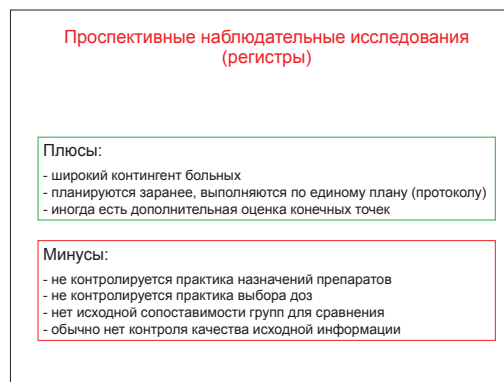 Проспективные наблюдательные исследования
(регистры)
Плюсы:
- широкий контингент больных
- планируются заранее, выполняются по единому плану (протоколу)
- иногда есть дополнительная оценка конечных точек
Минусы:
- не контролируется практика назначений препаратов
- не контролируется практика выбора доз
- нет исходной сопоставимости групп для сравнения
- обычно нет контроля качества исходной информации